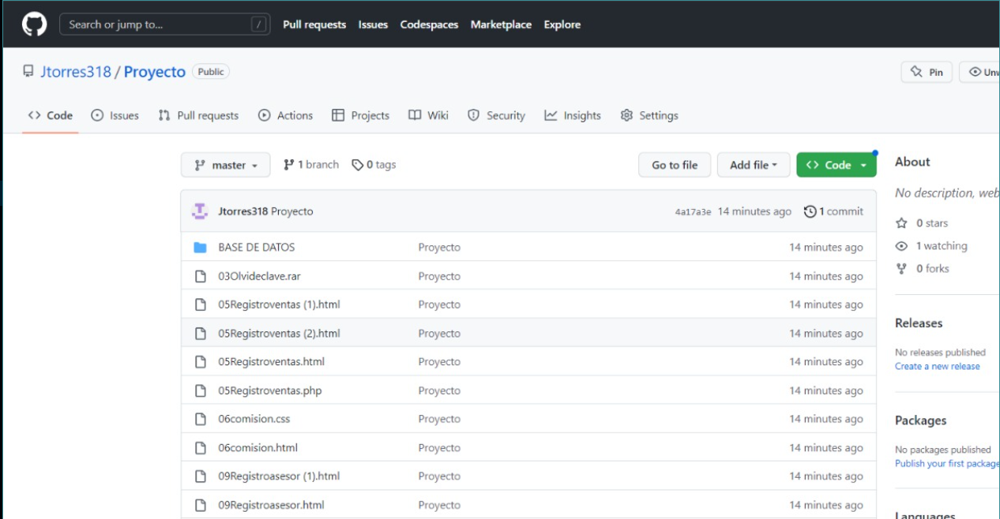 Search or jump to... / Pull requests Issues Codespaces Marketplace Explore
Jtorres318 / Proyecto Public Pin
Code Issues Pull requests Actions Projects Wiki Security Insights Settings
master 1 branch 0 tags Go to file Add file Code
Jtorres318 Proyecto 4a17a3e 14 minutes ago 1 commit
BASE DE DATOS Proyecto 14 minutes ago
03Olvideclave.rar Proyecto 14 minutes ago
05Registroventas (1).html Proyecto 14 minutes ago
05Registroventas (2).html Proyecto 14 minutes ago
05Registroventas.html Proyecto 14 minutes ago
05Registroventas.php Proyecto 14 minutes ago
06comision.css Proyecto 14 minutes ago
06comision.html Proyecto 14 minutes ago
09Registroasesor (1).html Proyecto 14 minutes ago
09Registroasesor.html Proyecto 14 minutes ago
About
No description, web
0 stars
1 watching
0 forks
Releases
No releases published
Create a new release
Packages
No packages published
Publish your first package
Languages